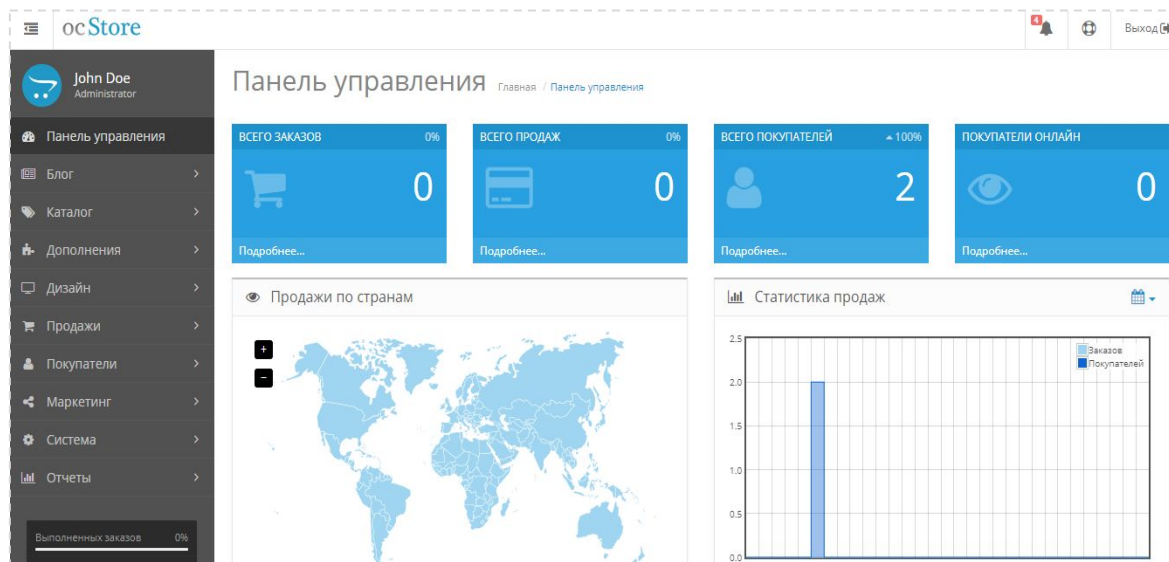 ocStore
4
Выход
John Doe
Administrator
Панель управления
Главная / Панель управления
Панель управления
Блог
Каталог
Дополнения
Дизайн
Продажи
Покупатели
Маркетинг
Система
Отчеты
Выполненных заказов 0%
ВСЕГО ЗАКАЗОВ 0%
0
Подробнее...
ВСЕГО ПРОДАЖ 0%
0
Подробнее...
ВСЕГО ПОКУПАТЕЛЕЙ 100%
2
Подробнее...
ПОКУПАТЕЛИ ОНЛАЙН
0
Подробнее...
Продажи по странам
+
−
Статистика продаж
2.5
2.0
1.5
1.0
0.5
0.0
Заказов
Покупателей